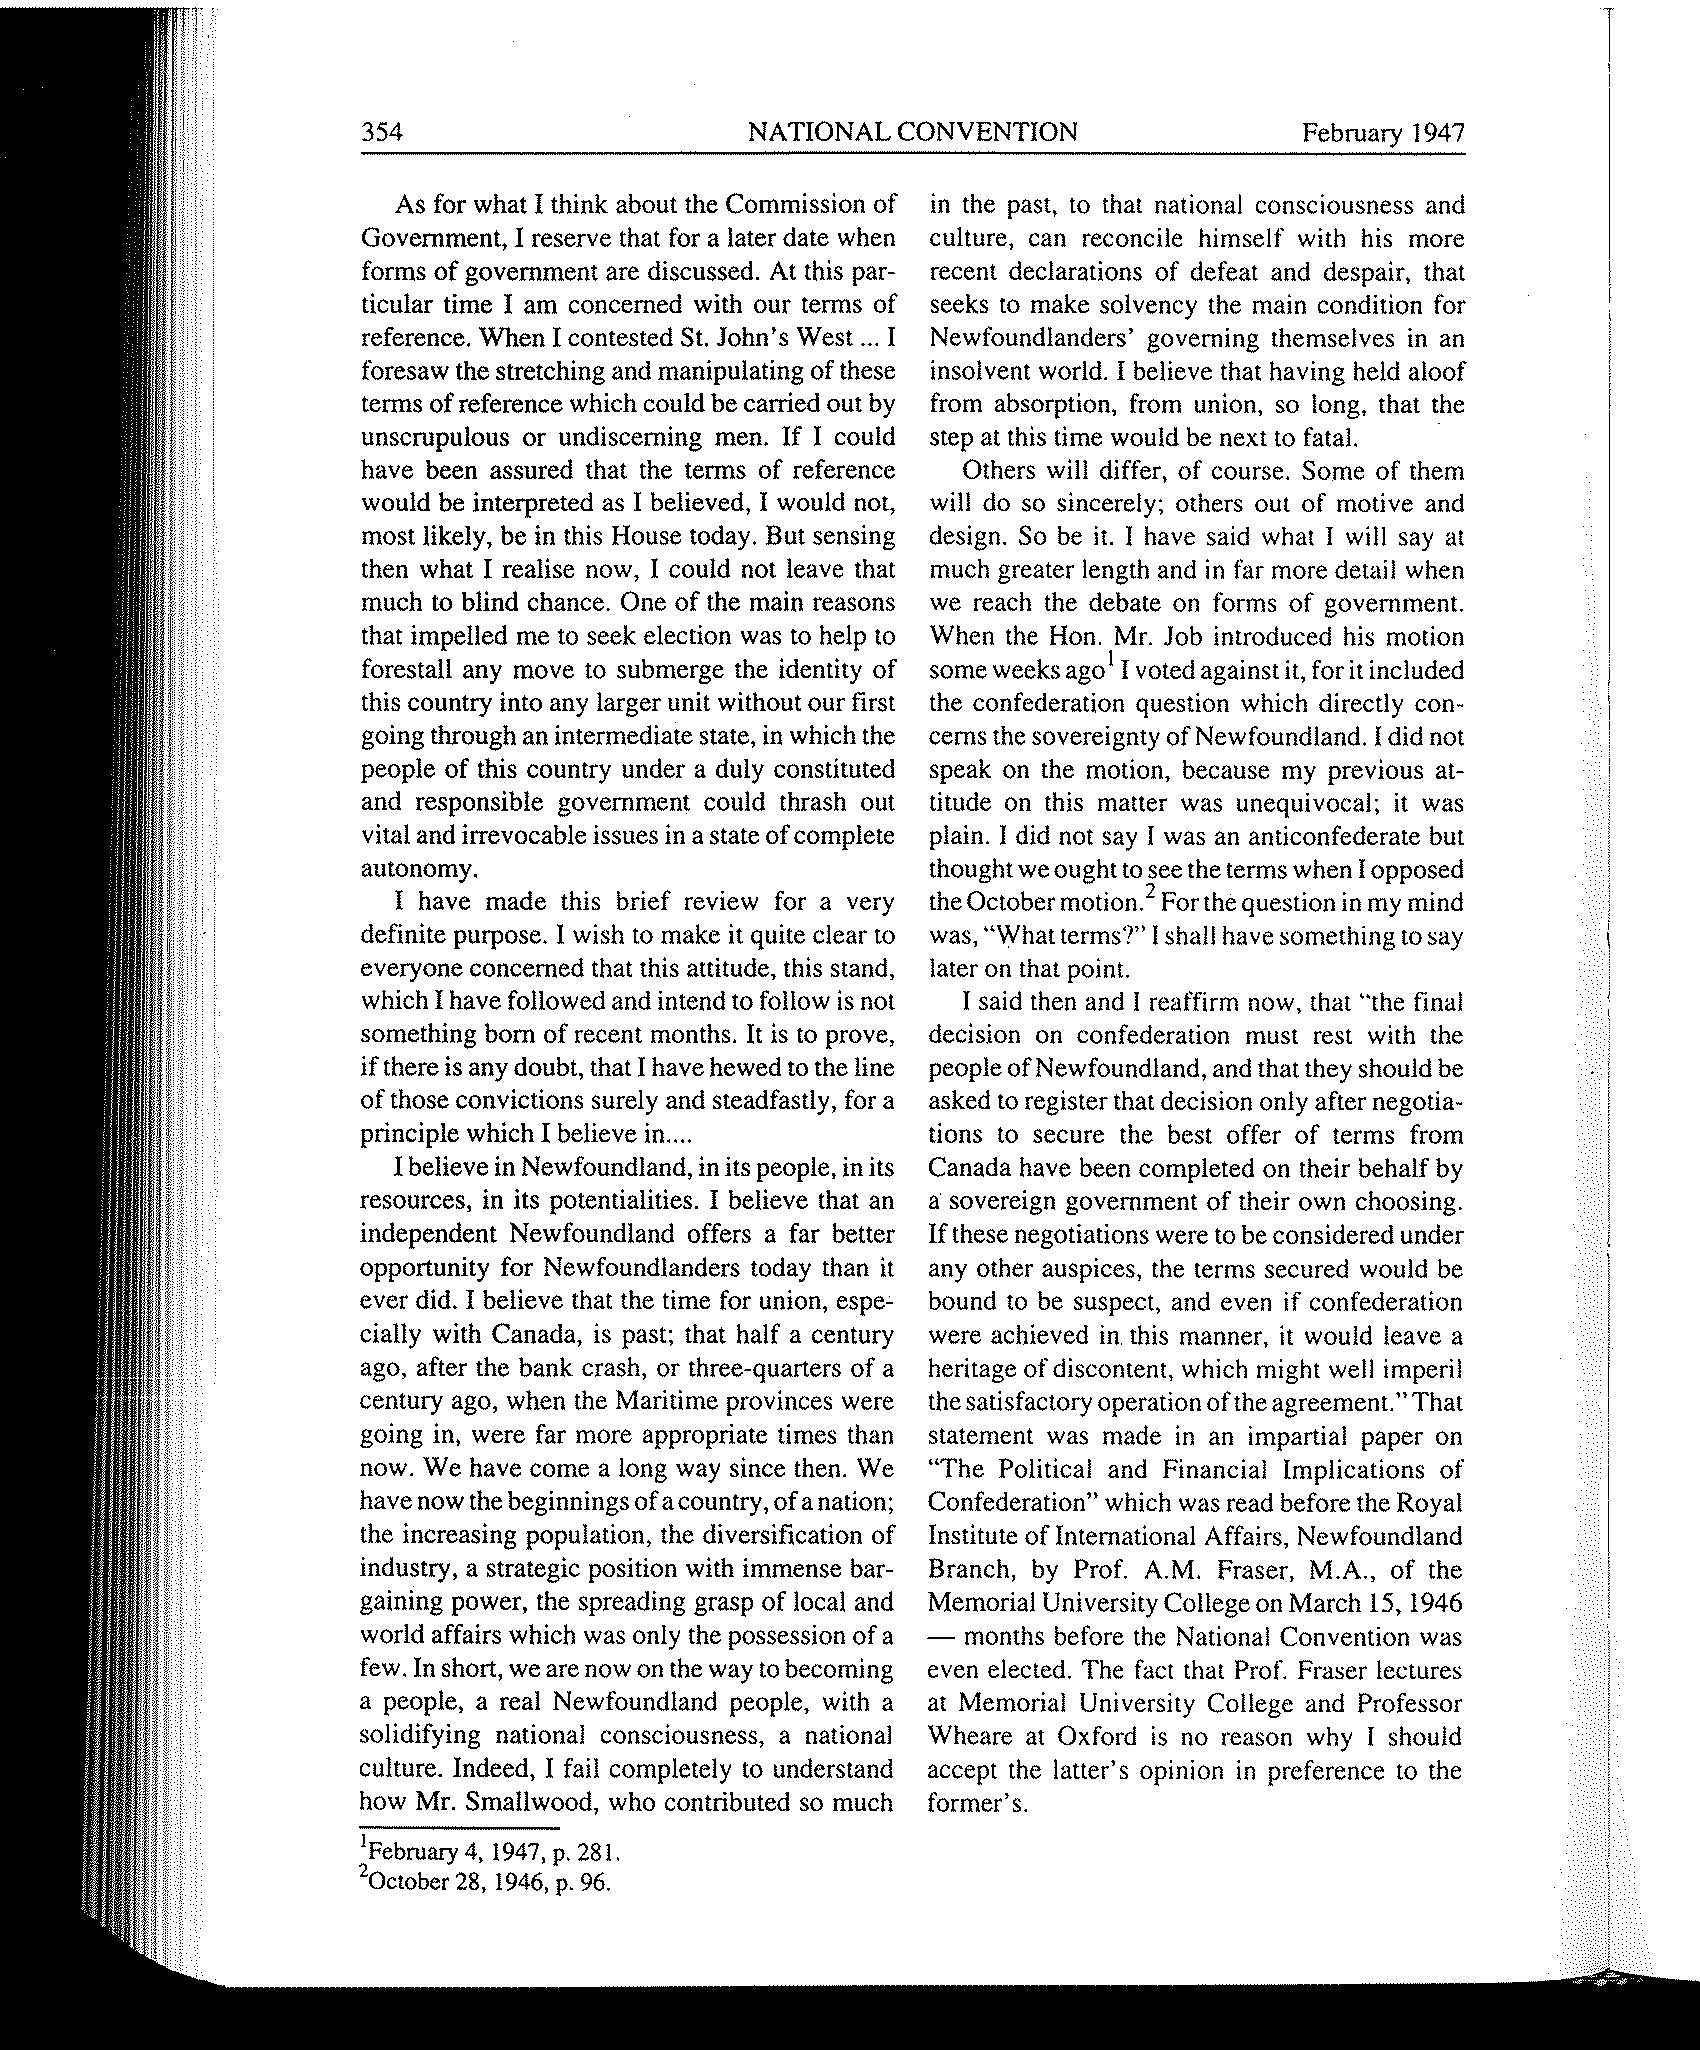 354 NATIONAL CONVENTION February 1947
As for what I think about the Commission of
Government, I reserve that for a later date when
forms of government are discussed. At this par-
ticular time I am concerned with our terms of
reference. When I contested St. John's West ... I
foresaw the stretching and manipulating of these
terms of reference which could be carried out by
unscrupulous or undiscerning men. If I could
have been assured that the terms of reference
would be interpreted as I believed, I would not,
most likely, be in this House today. But sensing
then what I realise now, I could not leave that
much to blind chance. One of the main reasons
that impelled me to seek election was to help to
forestall any move to submerge the identity of
this country into any larger unit without our first
going through an intermediate state, in which the
people of this country under a duly constituted
and responsible government could thrash out
vital and irrevocable issues in a state of complete
autonomy.
I have made this brief review for a very
definite purpose. I wish to make it quite clear to
everyone concerned that this attitude, this stand,
which I have followed and intend to follow is not
something born of recent months. It is to prove,
if there is any doubt, that I have hewed to the line
of those convictions surely and steadfastly, for a
principle which I believe in....
I believe in Newfoundland, in its people, in its
resources, in its potentialities. I believe that an
independent Newfoundland offers a far better
opportunity for Newfoundlanders today than it
ever did. I believe that the time for union, espe-
cially with Canada, is past; that half a century
ago, after the bank crash, or three-quarters of a
century ago, when the Maritime provinces were
going in, were far more appropriate times than
now. We have come a long way since then. We
have now the beginnings of a country, of a nation;
the increasing population, the diversification of
industry, a strategic position with immense bar-
gaining power, the spreading grasp of local and
world affairs which was only the possession of a
few. In short, we are now on the way to becoming
a people, a real Newfoundland people, with a
solidifying national consciousness, a national
culture. Indeed, I fail completely to understand
how Mr. Smallwood, who contributed so much
in the past, to that national consciousness and
culture, can reconcile himself with his more
recent declarations of defeat and despair, that
seeks to make solvency the main condition for
Newfoundlanders' governing themselves in an
insolvent world. I believe that having held aloof
from absorption, from union, so long, that the
step at this time would be next to fatal.
Others will differ, of course. Some of them
will do so sincerely; others out of motive and
design. So be it. I have said what I will say at
much greater length and in far more detail when
we reach the debate on forms of government.
When the Hon. Mr. Job introduced his motion
some weeks ago¹ I voted against it, for it included
the confederation question which directly con-
cerns the sovereignty of Newfoundland. I did not
speak on the motion, because my previous at-
titude on this matter was unequivocal; it was
plain. I did not say I was an anticonfederate but
thought we ought to see the terms when I opposed
the October motion.² For the question in my mind
was, "What terms?" I shall have something to say
later on that point.
I said then and I reaffirm now, that "the final
decision on confederation must rest with the
people of Newfoundland, and that they should be
asked to register that decision only after negotia-
tions to secure the best offer of terms from
Canada have been completed on their behalf by
a sovereign government of their own choosing.
If these negotiations were to be considered under
any other auspices, the terms secured would be
bound to be suspect, and even if confederation
were achieved in this manner, it would leave a
heritage of discontent, which might well imperil
the satisfactory operation of the agreement." That
statement was made in an impartial paper on
"The Political and Financial Implications of
Confederation" which was read before the Royal
Institute of International Affairs, Newfoundland
Branch, by Prof. A.M. Fraser, M.A., of the
Memorial University College on March 15, 1946
— months before the National Convention was
even elected. The fact that Prof. Fraser lectures
at Memorial University College and Professor
Wheare at Oxford is no reason why I should
accept the latter's opinion in preference to the
former's.
¹February 4, 1947, p. 281.
²October 28, 1946, p. 96.